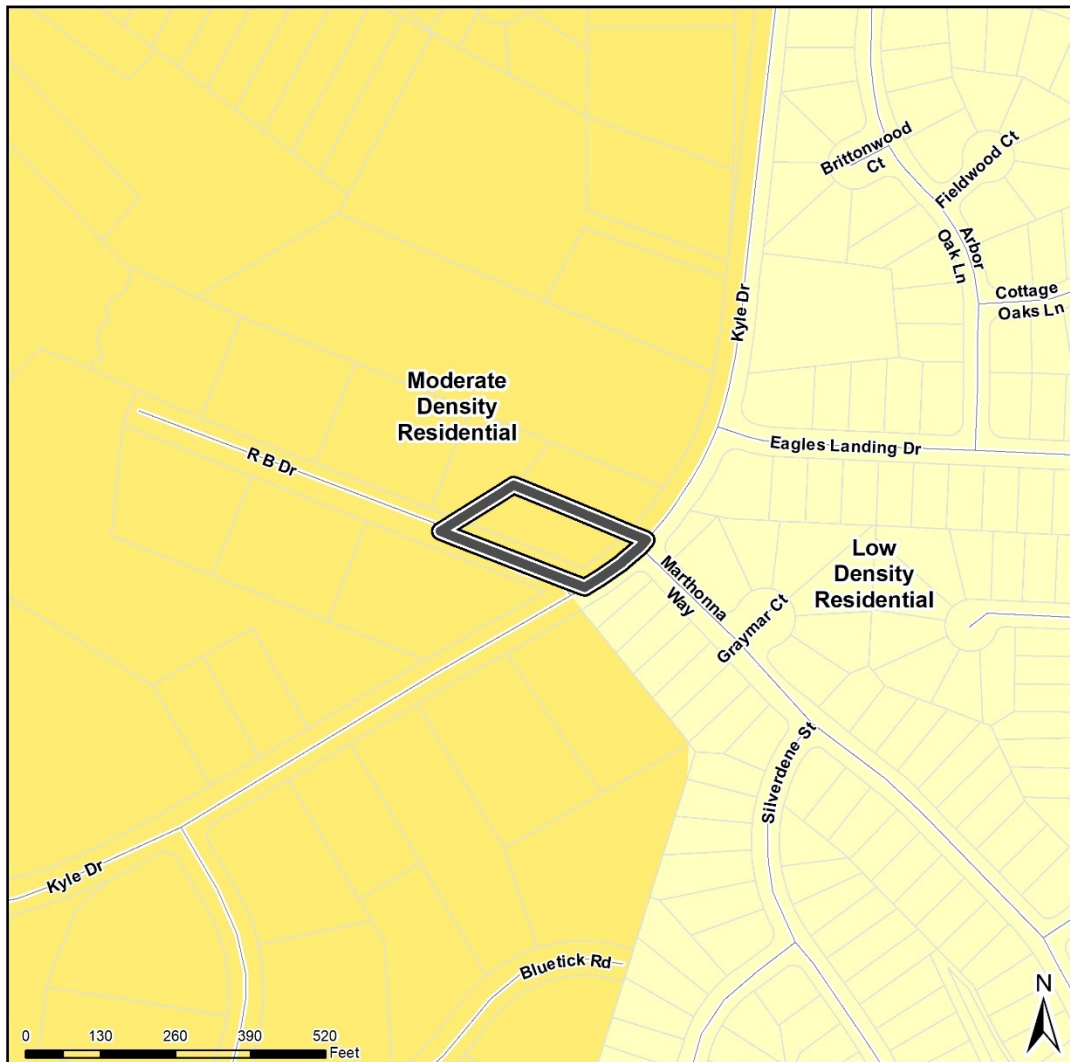 Brittonwood
Ct
Fieldwood Ct
Arbor
Oak Ln
Cottage
Oaks Ln
Kyle Dr
Moderate
Density
Residential
Eagles Landing Dr
R B Dr
Low
Density
Residential
Marthonna
Way
Graymar Ct
Silverdene St
Kyle Dr
Bluetick Rd
N
0 130 260 390 520
Feet